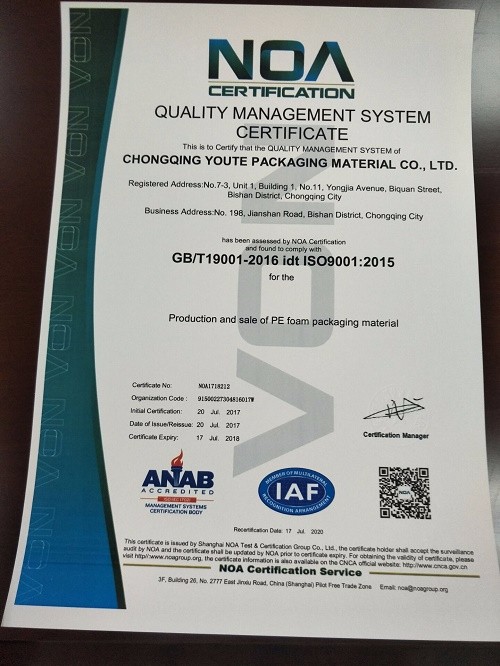 NOA
CERTIFICATION
QUALITY MANAGEMENT SYSTEM
CERTIFICATE
This is to Certify that the QUALITY MANAGEMENT SYSTEM of
CHONGQING YOUTE PACKAGING MATERIAL CO., LTD.
Registered Address:No.7-3, Unit 1, Building 1, No.11, Yongjia Avenue, Biquan Street,
Bishan District, Chongqing City
Business Address:No. 198, Jianshan Road, Bishan District, Chongqing City
has been assessed by NOA Certification
and found to comply with
GB/T19001-2016 idt ISO9001:2015
for the
Production and sale of PE foam packaging material
Certificate No: NOA1718212
Organization Code : 91500227304816017W
Initial Certification: 20 Jul. 2017
Date of Issue/Reissue: 20 Jul. 2017
Certificate Expiry: 17 Jul. 2018
Certification Manager
ANAB
ACCREDITED
MANAGEMENT SYSTEMS
CERTIFICATION BODY
MEMBER OF MULTILATERAL
IAF
RECOGNITION ARRANGEMENT
NOA
Recertification Date: 17 Jul. 2020
This certificate is issued by Shanghai NOA Test & Certification Group Co., Ltd., the certificate holder shall accept the surveillance
audit by NOA and the certificate shall be updated by NOA prior to certificate expiry. For obtaining the validity of certificate, please
visit http://www.noagroup.org, the certificate information is also available on the CNCA official website: http://www.cnca.gov.cn
NOA Certification Service
3F, Building 26, No. 2777 East Jinxiu Road, China (Shanghai) Pilot Free Trade Zone Email: noa@noagroup.org